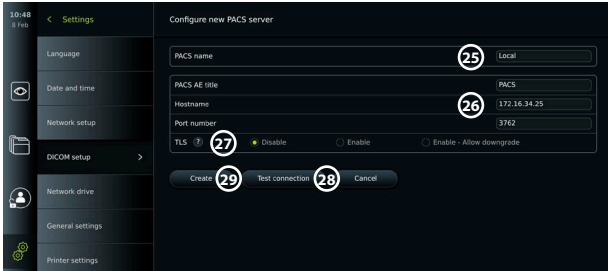 10:48
8 Feb
< Settings
Configure new PACS server
Language
Date and time
Network setup
DICOM setup >
Network drive
General settings
Printer settings
PACS name 25 Local
PACS AE title PACS
Hostname 26 172.16.34.25
Port number 3762
TLS ? 27 Disable Enable Enable - Allow downgrade
Create 29 Test connection 28 Cancel